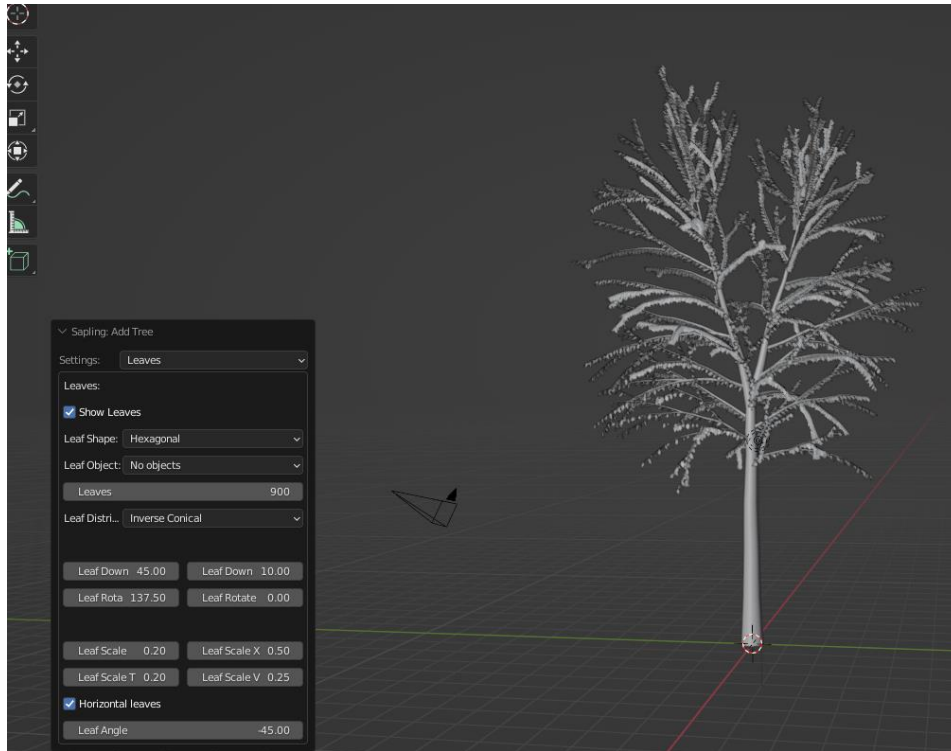 Sapling: Add Tree
Settings: Leaves
Leaves:
Show Leaves
Leaf Shape: Hexagonal
Leaf Object: No objects
Leaves 900
Leaf Distri... Inverse Conical
Leaf Down 45.00 Leaf Down 10.00
Leaf Rota 137.50 Leaf Rotate 0.00
Leaf Scale 0.20 Leaf Scale X 0.50
Leaf Scale T 0.20 Leaf Scale V 0.25
Horizontal leaves
Leaf Angle -45.00